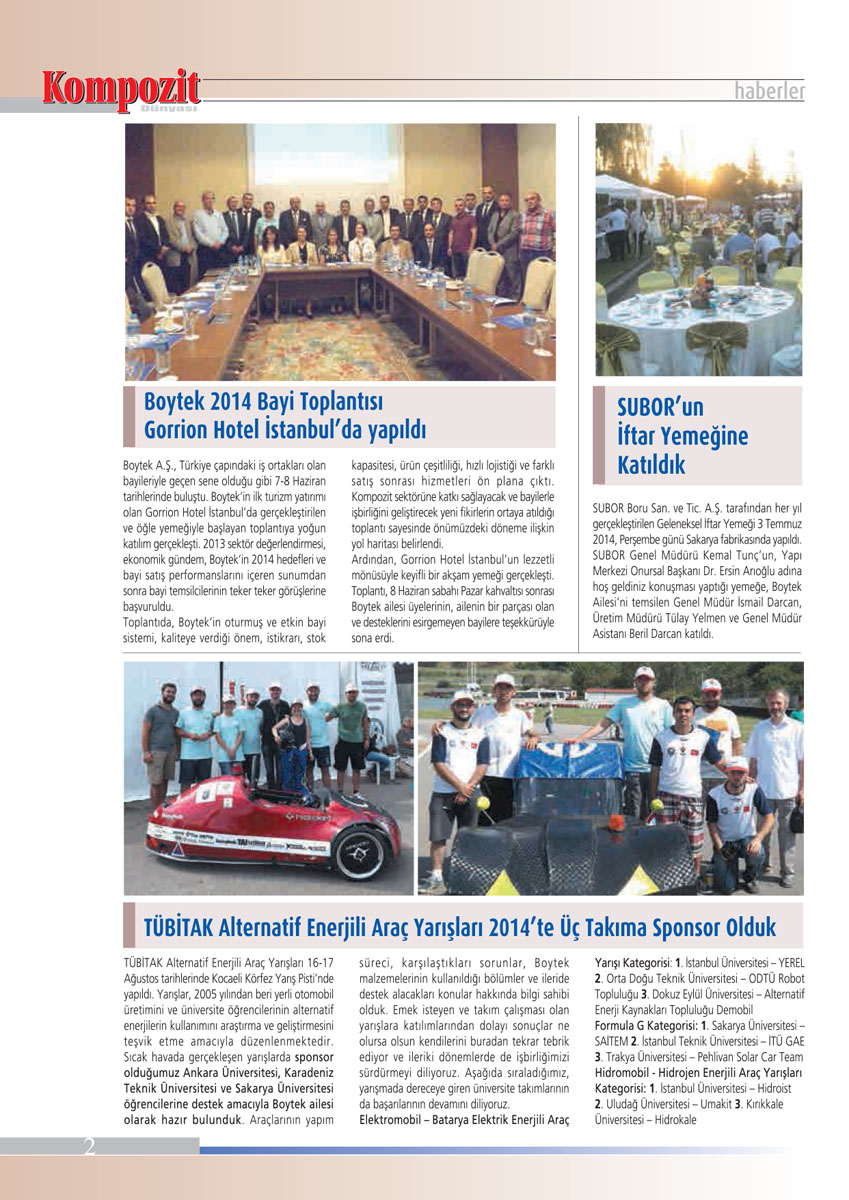 Kompozit
Dünyası
haberler
Boytek 2014 Bayi Toplantısı
Gorrion Hotel İstanbul’da yapıldı
Boytek A.Ş., Türkiye çapındaki iş ortakları olan
bayileriyle geçen sene olduğu gibi 7-8 Haziran
tarihlerinde buluştu. Boytek’in ilk turizm yatırımı
olan Gorrion Hotel İstanbul’da gerçekleştirilen
ve öğle yemeğiyle başlayan toplantıya yoğun
katılım gerçekleşti. 2013 sektör değerlendirmesi,
ekonomik gündem, Boytek’in 2014 hedefleri ve
bayi satış performanslarını içeren sunumdan
sonra bayi temsilcilerinin teker teker görüşlerine
başvuruldu.
Toplantıda, Boytek’in oturmuş ve etkin bayi
sistemi, kaliteye verdiği önem, istikrarı, stok
kapasitesi, ürün çeşitliliği, hızlı lojistiği ve farklı
satış sonrası hizmetleri ön plana çıktı.
Kompozit sektörüne katkı sağlayacak ve bayilerle
işbirliğini geliştirecek yeni fikirlerin ortaya atıldığı
toplantı sayesinde önümüzdeki döneme ilişkin
yol haritası belirlendi.
Ardından, Gorrion Hotel İstanbul’un lezzetli
mönüsüyle keyifli bir akşam yemeği gerçekleşti.
Toplantı, 8 Haziran sabahı Pazar kahvaltısı sonrası
Boytek ailesi üyelerinin, ailenin bir parçası olan
ve desteklerini esirgemeyen bayilere teşekkürüyle
sona erdi.
SUBOR’un
İftar Yemeğine
Katıldık
SUBOR Boru San. ve Tic. A.Ş. tarafından her yıl
gerçekleştirilen Geleneksel İftar Yemeği 3 Temmuz
2014, Perşembe günü Sakarya fabrikasında yapıldı.
SUBOR Genel Müdürü Kemal Tunç’un, Yapı
Merkezi Onursal Başkanı Dr. Ersin Arıoğlu adına
hoş geldiniz konuşması yaptığı yemeğe, Boytek
Ailesi’ni temsilen Genel Müdür İsmail Darcan,
Üretim Müdürü Tülay Yelmen ve Genel Müdür
Asistanı Beril Darcan katıldı.
TÜBİTAK Alternatif Enerjili Araç Yarışları 2014’te Üç Takıma Sponsor Olduk
TÜBİTAK Alternatif Enerjili Araç Yarışları 16-17
Ağustos tarihlerinde Kocaeli Körfez Yarış Pisti’nde
yapıldı. Yarışlar, 2005 yılından beri yerli otomobil
üretimini ve üniversite öğrencilerinin alternatif
enerjilerin kullanımını araştırma ve geliştirmesini
teşvik etme amacıyla düzenlenmektedir.
Sıcak havada gerçekleşen yarışlarda sponsor
olduğumuz Ankara Üniversitesi, Karadeniz
Teknik Üniversitesi ve Sakarya Üniversitesi
öğrencilerine destek amacıyla Boytek ailesi
olarak hazır bulunduk. Araçlarının yapım
süreci, karşılaştıkları sorunlar, Boytek
malzemelerinin kullanıldığı bölümler ve ileride
destek alacakları konular hakkında bilgi sahibi
olduk. Emek isteyen ve takım çalışması olan
yarışlara katılımlarından dolayı sonuçlar ne
olursa olsun kendilerini buradan tekrar tebrik
ediyor ve ileriki dönemlerde de işbirliğimizi
sürdürmeyi diliyoruz. Aşağıda sıraladığımız,
yarışmada dereceye giren üniversite takımlarının
da başarılarının devamını diliyoruz.
Elektromobil – Batarya Elektrik Enerjili Araç
Yarışı Kategorisi: 1. İstanbul Üniversitesi – YEREL
2. Orta Doğu Teknik Üniversitesi – ODTÜ Robot
Topluluğu 3. Dokuz Eylül Üniversitesi – Alternatif
Enerji Kaynakları Topluluğu Demobil
Formula G Kategorisi: 1. Sakarya Üniversitesi –
SAİTEM 2. İstanbul Teknik Üniversitesi – İTÜ GAE
3. Trakya Üniversitesi – Pehlivan Solar Car Team
Hidromobil - Hidrojen Enerjili Araç Yarışları
Kategorisi: 1. İstanbul Üniversitesi – Hidroist
2. Uludağ Üniversitesi – Umakit 3. Kırıkkale
Üniversitesi – Hidrokale
2